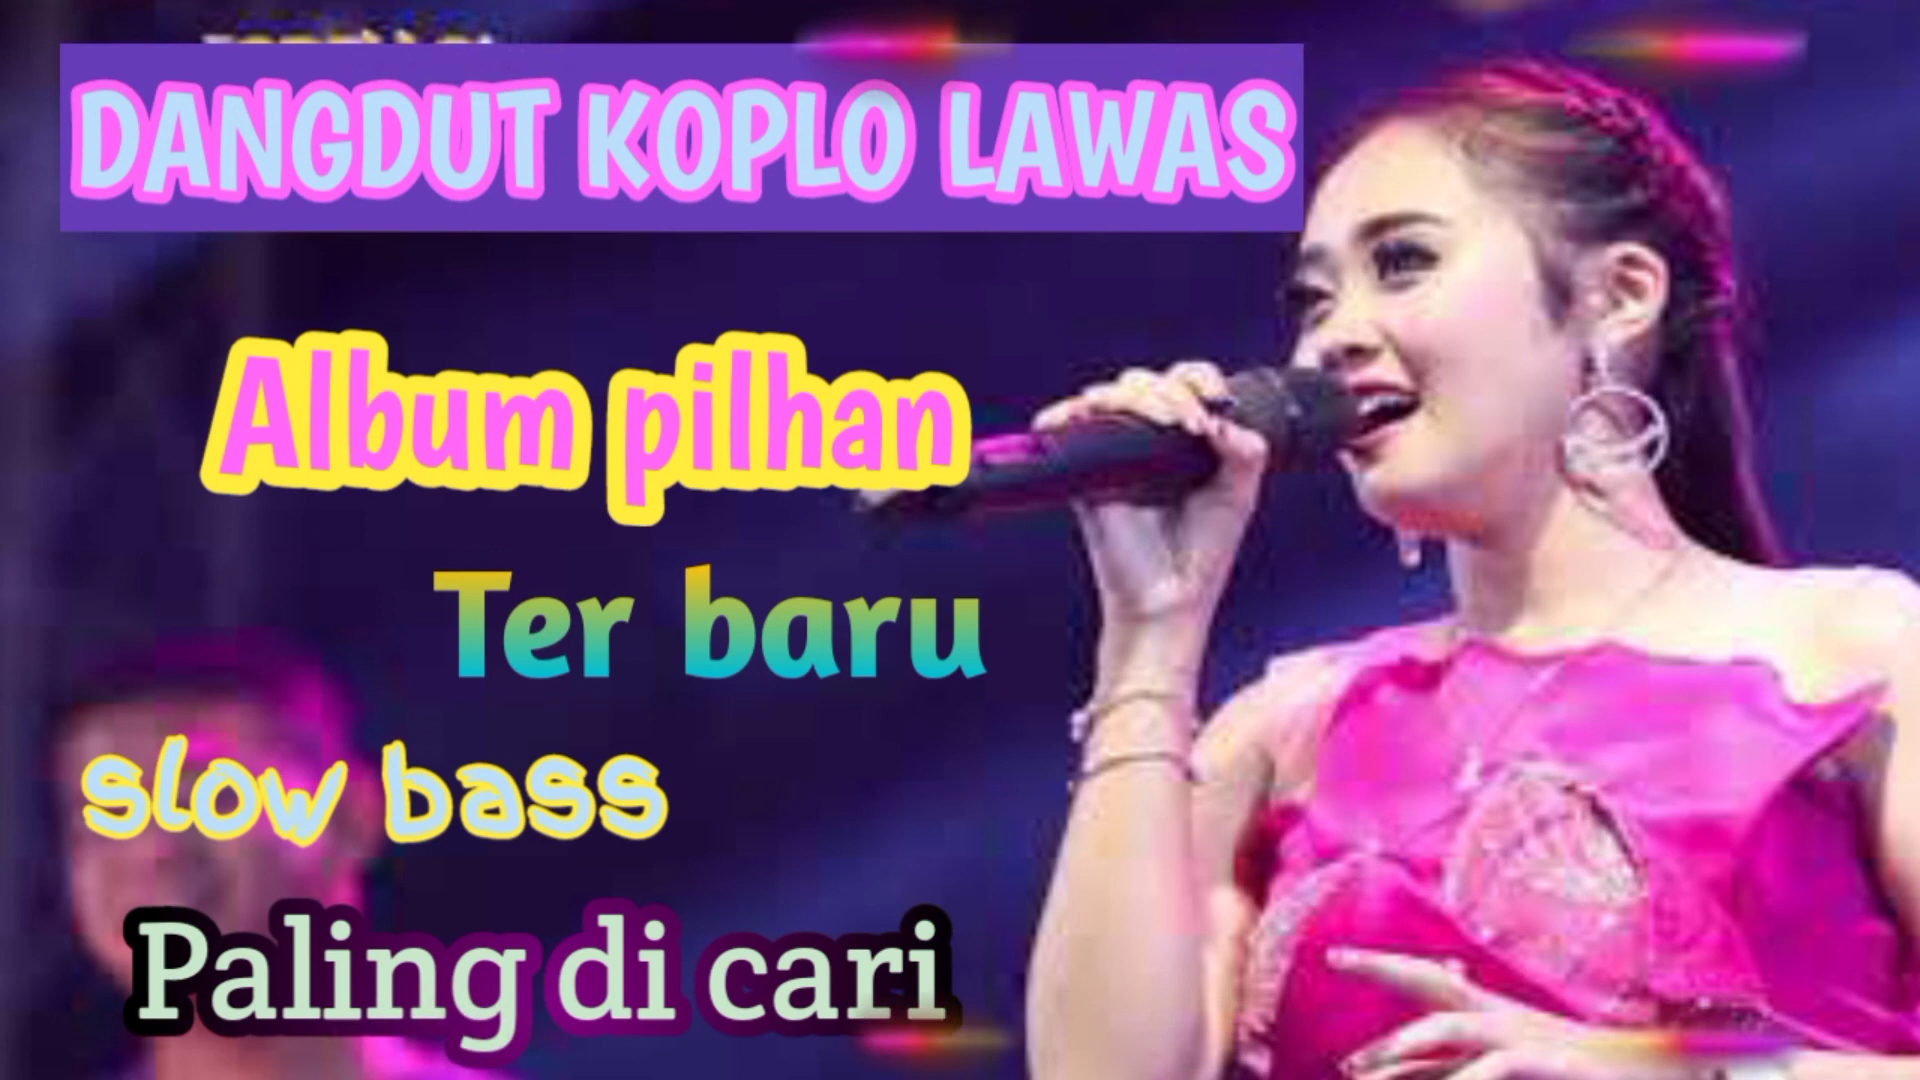 DANGDUT KOPLO LAWAS
Album pilhan
Ter baru
slow bass
Paling di cari